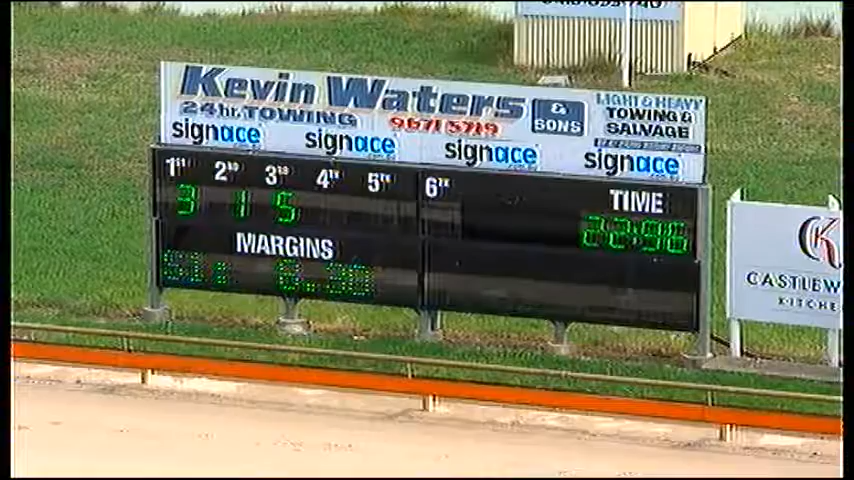 Kevin Waters & SONS
24 hr. TOWING
9671 5719
LIGHT & HEAVY
TOWING &
SALVAGE
signace signace signace signace
1ST 2ND 3RD 4TH 5TH 6TH TIME
3 1 5
MARGINS
CASTLEW
KITCHE